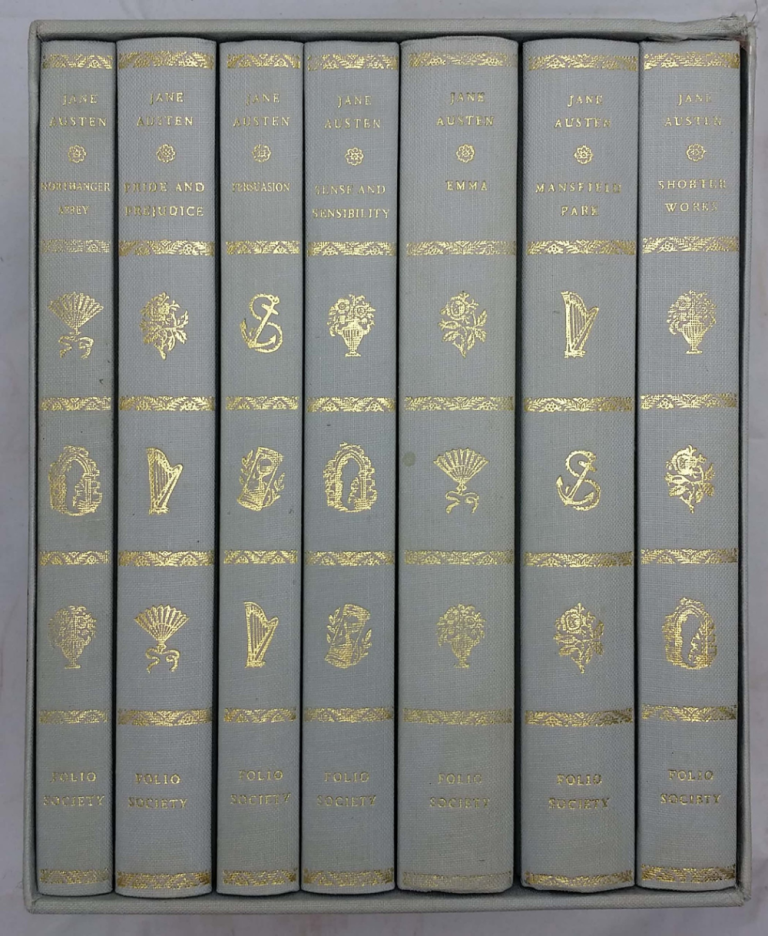 JANE
AUSTEN
NORTHANGER
ABBEY
FOLIO
SOCIETY
JANE
AUSTEN
PRIDE AND
PREJUDICE
FOLIO
SOCIETY
JANE
AUSTEN
PERSUASION
FOLIO
SOCIETY
JANE
AUSTEN
SENSE AND
SENSIBILITY
FOLIO
SOCIETY
JANE
AUSTEN
EMMA
FOLIO
SOCIETY
JANE
AUSTEN
MANSFIELD
PARK
FOLIO
SOCIETY
JANE
AUSTEN
SHORTER
WORKS
FOLIO
SOCIETY